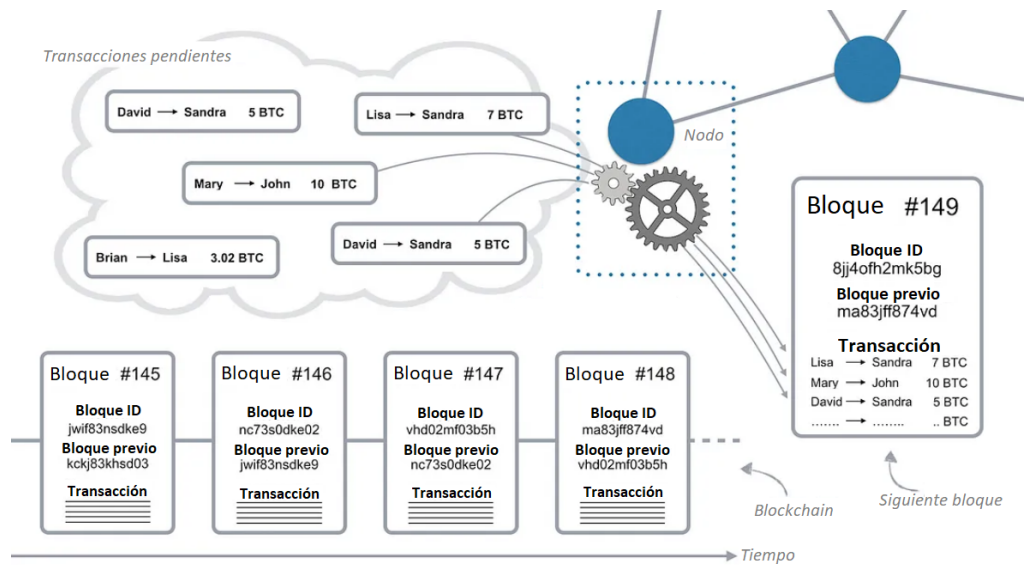 Transacciones pendientes
David → Sandra 5 BTC
Lisa → Sandra 7 BTC
Mary → John 10 BTC
David → Sandra 5 BTC
Brian → Lisa 3.02 BTC
Nodo
Bloque #149
Bloque ID
8jj4ofh2mk5bg
Bloque previo
ma83jff874vd
Transacción
Lisa → Sandra 7 BTC
Mary → John 10 BTC
David → Sandra 5 BTC
....... → ........ .. BTC
Bloque #145
Bloque ID
jwif83nsdke9
Bloque previo
kckj83khsd03
Transacción
Bloque #146
Bloque ID
nc73s0dke02
Bloque previo
jwif83nsdke9
Transacción
Bloque #147
Bloque ID
vhd02mf03b5h
Bloque previo
nc73s0dke02
Transacción
Bloque #148
Bloque ID
ma83jff874vd
Bloque previo
vhd02mf03b5h
Transacción
Blockchain
Siguiente bloque
Tiempo